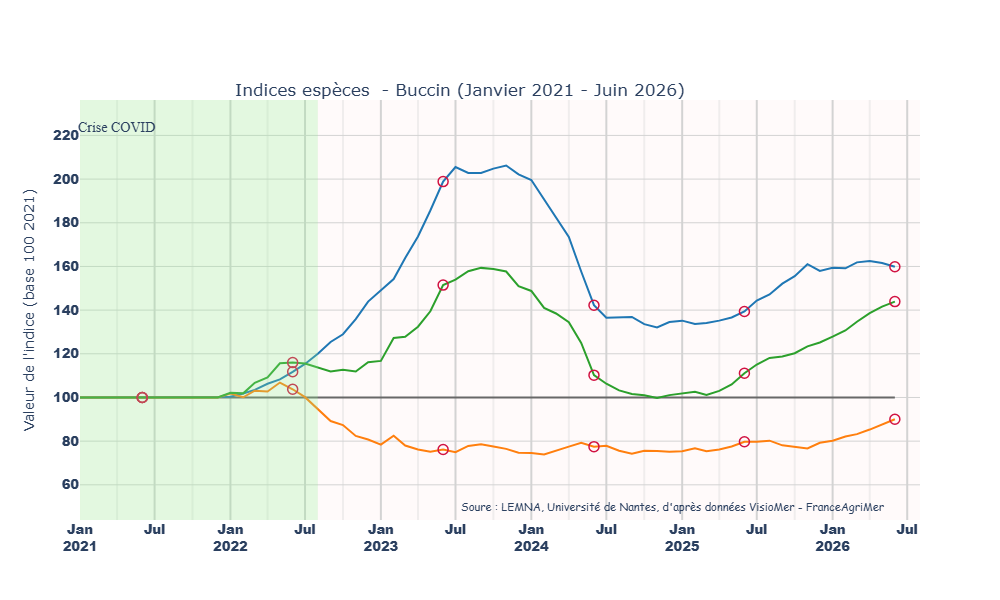 Indices espèces  - Buccin (Janvier 2021 - Juin 2026)
Crise COVID
Valeur de l'indice (base 100 2021)
220
200
180
160
140
120
100
80
60
Soure : LEMNA, Université de Nantes, d'après données VisioMer - FranceAgriMer
Jan Jul Jan Jul Jan Jul Jan Jul Jan Jul Jan Jul
2021 2022 2023 2024 2025 2026